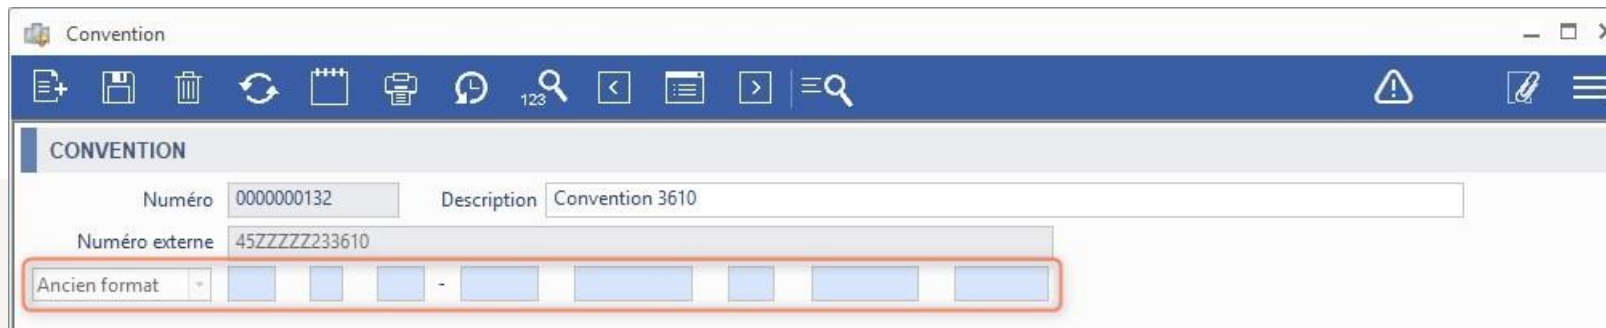 Convention
123
CONVENTION
Numéro 0000000132 Description Convention 3610
Numéro externe 45ZZZZZ233610
Ancien format -